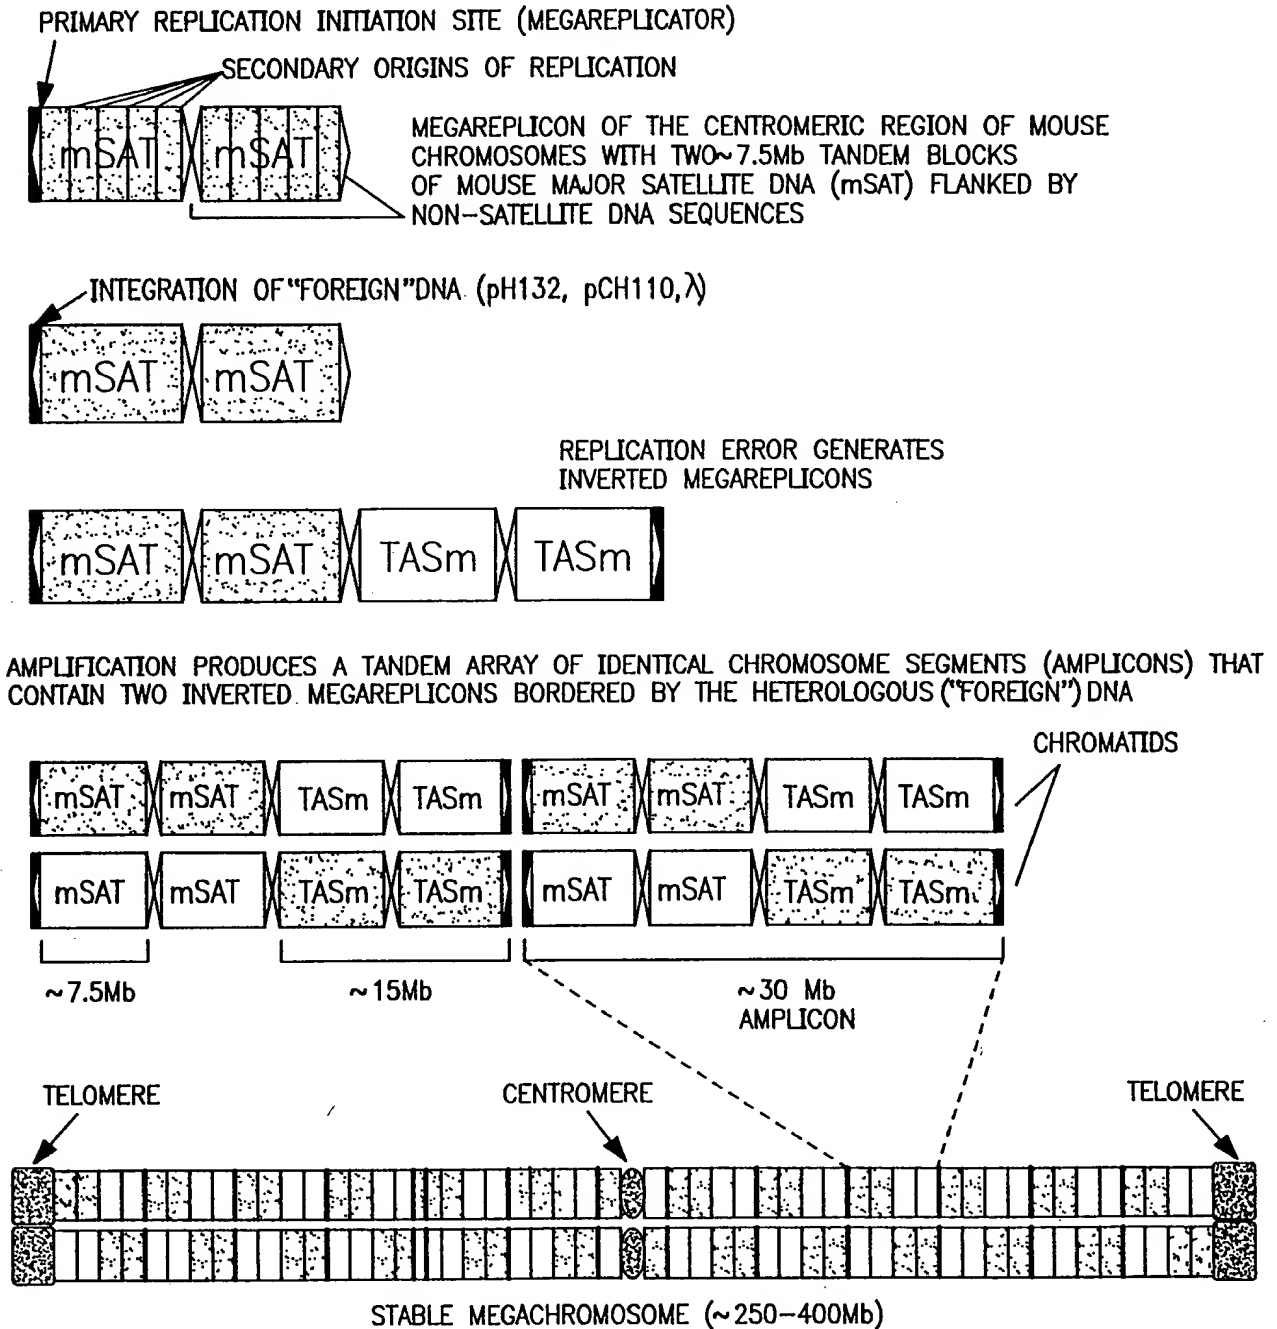 PRIMARY REPLICATION INITIATION SITE (MEGAREPLICATOR)
SECONDARY ORIGINS OF REPLICATION
mSAT mSAT
MEGAREPLICON OF THE CENTROMERIC REGION OF MOUSE
CHROMOSOMES WITH TWO~7.5Mb TANDEM BLOCKS
OF MOUSE MAJOR SATELLITE DNA (mSAT) FLANKED BY
NON-SATELLITE DNA SEQUENCES
INTEGRATION OF "FOREIGN" DNA (pH132, pCH110,λ)
mSAT mSAT
REPLICATION ERROR GENERATES
INVERTED MEGAREPLICONS
mSAT mSAT TASm TASm
AMPLIFICATION PRODUCES A TANDEM ARRAY OF IDENTICAL CHROMOSOME SEGMENTS (AMPLICONS) THAT
CONTAIN TWO INVERTED MEGAREPLICONS BORDERED BY THE HETEROLOGOUS ("FOREIGN") DNA
CHROMATIDS
mSAT mSAT TASm TASm mSAT mSAT TASm TASm
mSAT mSAT TASm TASm mSAT mSAT TASm TASm
~7.5Mb ~15Mb ~30 Mb
AMPLICON
TELOMERE CENTROMERE TELOMERE
STABLE MEGACHROMOSOME (~250-400Mb)